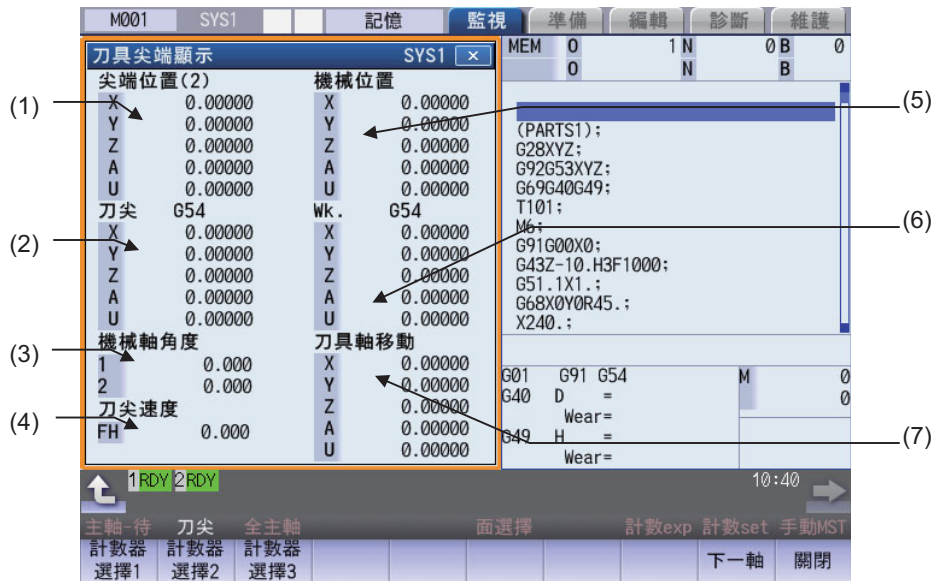 M001 SYS1 記憶 監視 準備 編輯 診斷 維護
刀具尖端顯示 SYS1 ×
尖端位置(2) 機械位置
X 0.00000 X 0.00000
Y 0.00000 Y 0.00000
Z 0.00000 Z 0.00000
A 0.00000 A 0.00000
U 0.00000 U 0.00000
刀尖 G54 Wk. G54
X 0.00000 X 0.00000
Y 0.00000 Y 0.00000
Z 0.00000 Z 0.00000
A 0.00000 A 0.00000
U 0.00000 U 0.00000
機械軸角度 刀具軸移動
1 0.000 X 0.00000
2 0.000 Y 0.00000
刀尖速度 Z 0.00000
FH 0.000 A 0.00000
U 0.00000
(1)
(2)
(3)
(4)
MEM O 1 N 0 B 0
O N B
(PARTS1);
G28XYZ;
G92G53XYZ;
G69G40G49;
T101;
M6;
G91G00X0;
G43Z-10.H3F1000;
G51.1X1.;
G68X0Y0R45.;
X240.;
G01 G91 G54 M 0
G40 D = 0
Wear=
G49 H =
Wear=
(5)
(6)
(7)
1RDY 2RDY 10:40
主軸-待 刀尖 全主軸 面選擇 計數exp 計數set 手動MST
計數器選擇1 計數器選擇2 計數器選擇3 下一軸 關閉